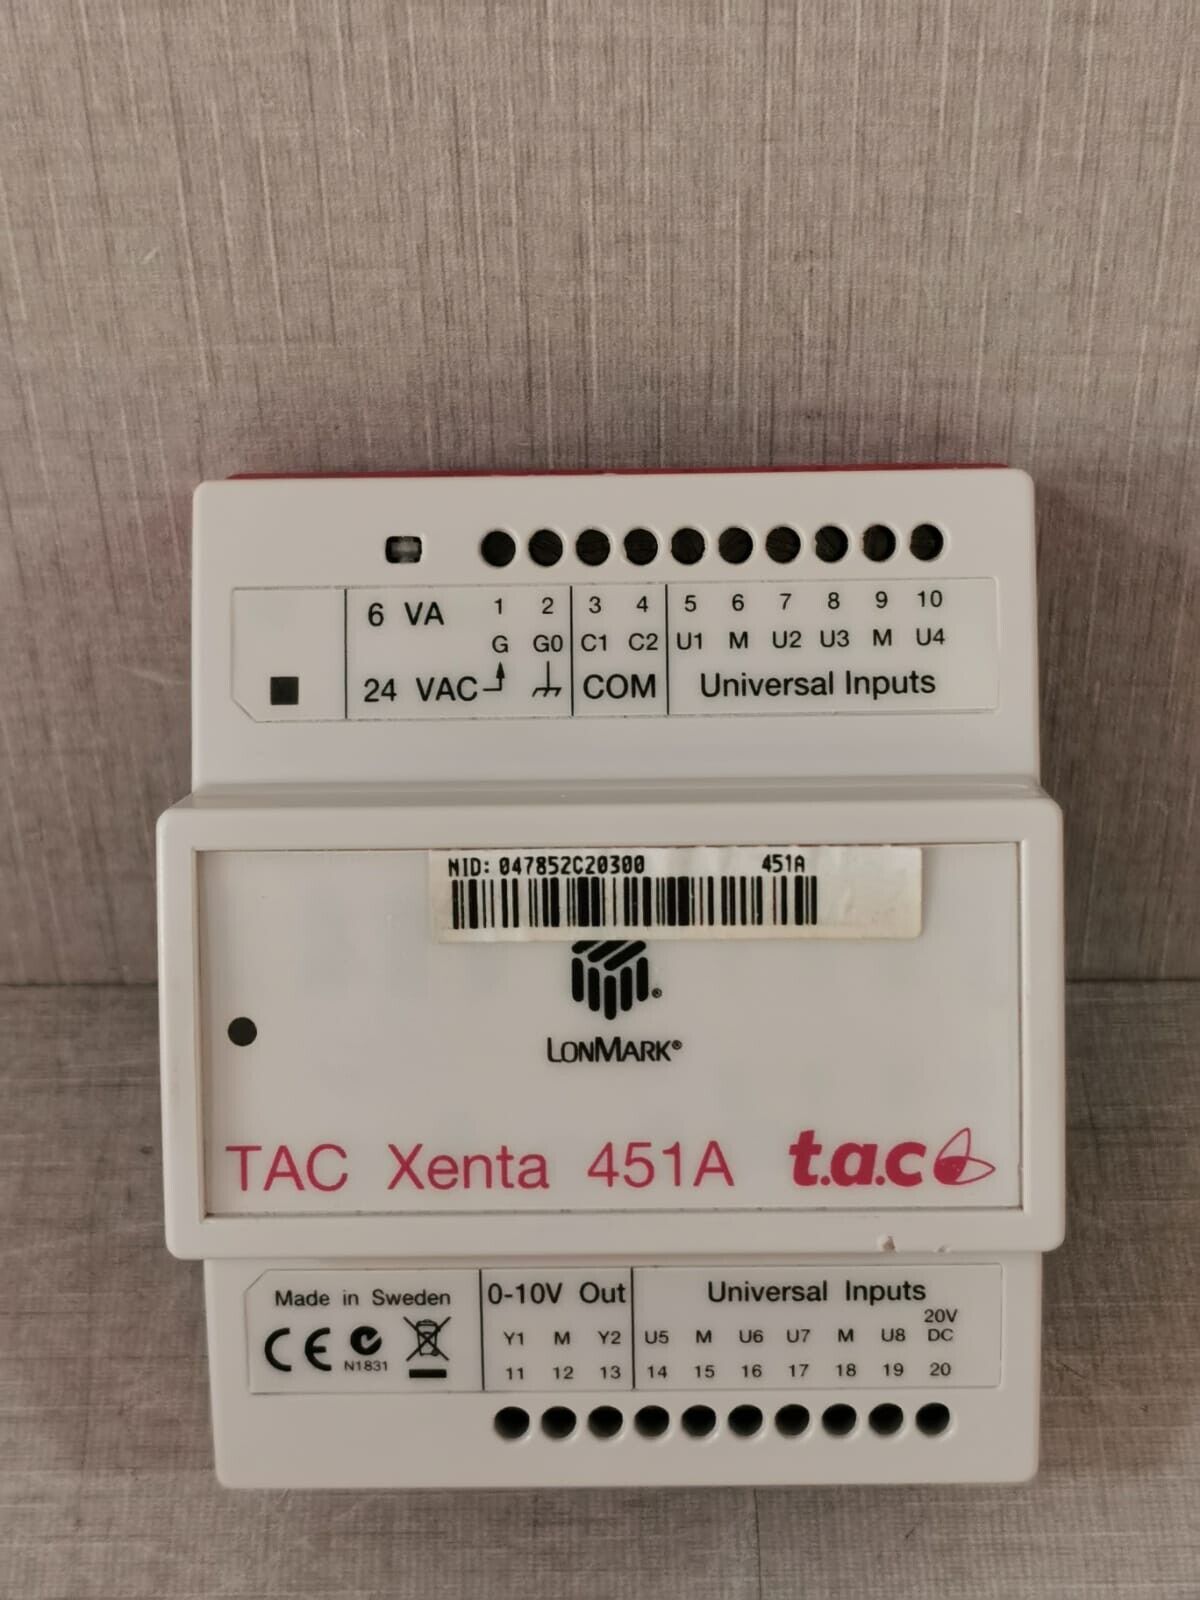 6 VA 1 2 3 4 5 6 7 8 9 10
G G0 C1 C2 U1 M U2 U3 M U4
24 VAC COM Universal Inputs
NID: 047852C20300 451A
LONMARK®
TAC Xenta 451A t.a.c
Made in Sweden 0-10V Out Universal Inputs
20V
Y1 M Y2 U5 M U6 U7 M U8 DC
CE N1831 11 12 13 14 15 16 17 18 19 20